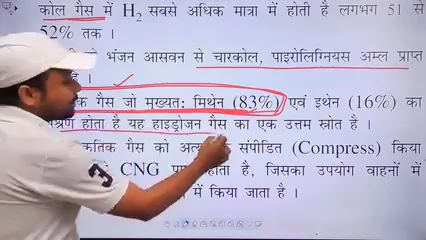 कोल गैस में H₂ सबसे अधिक मात्रा में होती है लगभग 51 से
52% तक ।
भंजन आसवन से चारकोल, पाइरोलिग्नियस अम्ल प्राप्त
है ।
गैस जो मुख्यत: मिथेन (83%) एवं इथेन (16%) का
होता है यह हाइड्रोजन गैस का एक उत्तम स्रोत है ।
गैस को संपीडित (Compress) किया
CNG प्राप्त होता है, जिसका उपयोग वाहनों में
में किया जाता है ।
3